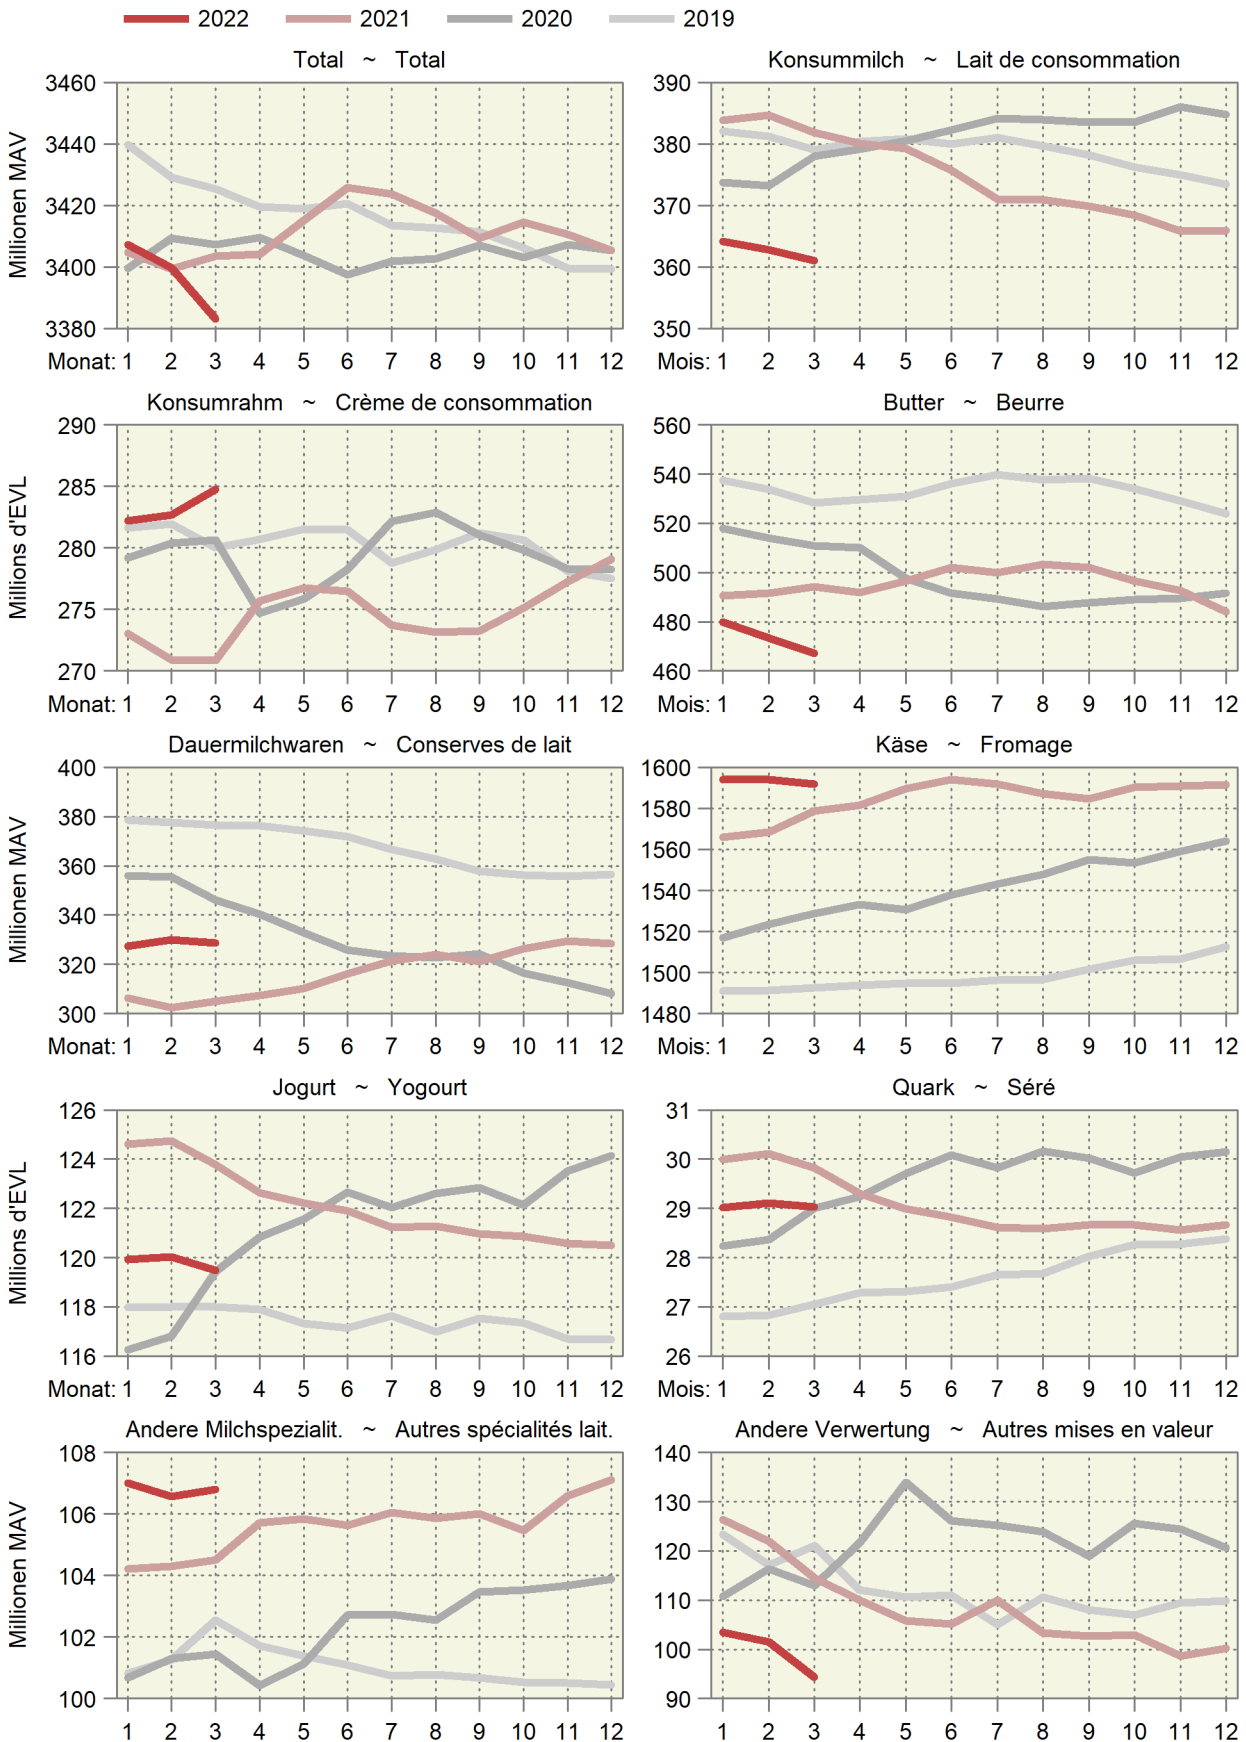 2022 2021 2020 2019
Total ~ Total
Konsummilch ~ Lait de consommation
Millionen MAV
3460
3440
3420
3400
3380
390
380
370
360
350
Monat: 1 2 3 4 5 6 7 8 9 10 11 12
Mois: 1 2 3 4 5 6 7 8 9 10 11 12
Konsumrahm ~ Crème de consommation
Butter ~ Beurre
Millions d'EVL
290
285
280
275
270
560
540
520
500
480
460
Monat: 1 2 3 4 5 6 7 8 9 10 11 12
Mois: 1 2 3 4 5 6 7 8 9 10 11 12
Dauermilchwaren ~ Conserves de lait
Käse ~ Fromage
Millionen MAV
400
380
360
340
320
300
1600
1580
1560
1540
1520
1500
1480
Monat: 1 2 3 4 5 6 7 8 9 10 11 12
Mois: 1 2 3 4 5 6 7 8 9 10 11 12
Jogurt ~ Yogourt
Quark ~ Séré
Millions d'EVL
126
124
122
120
118
116
31
30
29
28
27
26
Monat: 1 2 3 4 5 6 7 8 9 10 11 12
Mois: 1 2 3 4 5 6 7 8 9 10 11 12
Andere Milchspezialit. ~ Autres spécialités lait.
Andere Verwertung ~ Autres mises en valeur
Millionen MAV
108
106
104
102
100
140
130
120
110
100
90
1 2 3 4 5 6 7 8 9 10 11 12
1 2 3 4 5 6 7 8 9 10 11 12